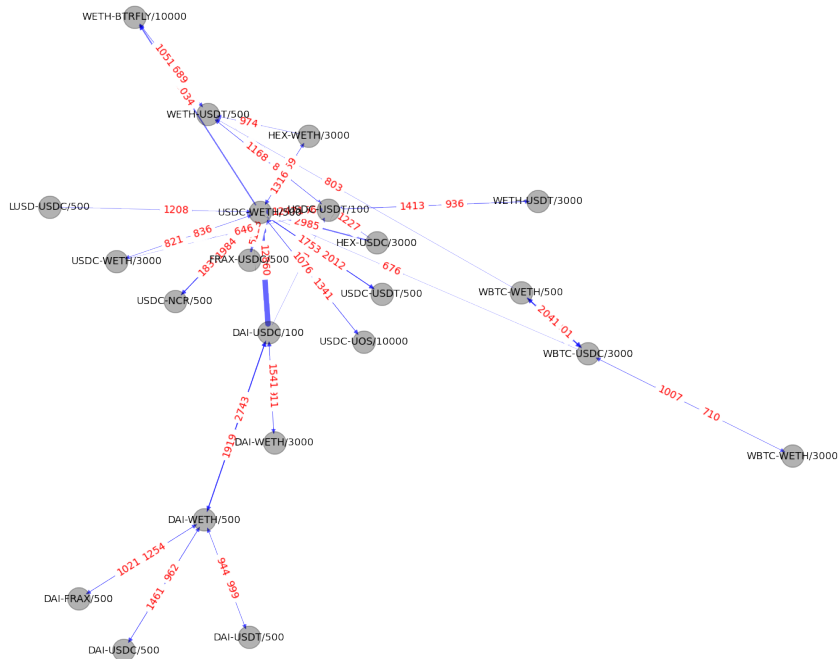 WETH-BTRFLY/10000
1051
689
034
WETH-USDT/500
974
HEX-WETH/3000
1168
1316
803
LUSD-USDC/500
1208
USDC-WETH/500
USDC-USDT/100
1413
936
WETH-USDT/3000
1227
2985
HEX-USDC/3000
821
836
646
USDC-WETH/3000
FRAX-USDC/500
1984
1753
2012
676
USDC-NCR/500
1076
1341
USDC-USDT/500
WBTC-WETH/500
2041
01
DAI-USDC/100
USDC-UOS/10000
WBTC-USDC/3000
1541
1007
710
2743
1919
DAI-WETH/3000
WBTC-WETH/3000
DAI-WETH/500
1021
1254
1461
962
944
999
DAI-FRAX/500
DAI-USDT/500
DAI-USDC/500